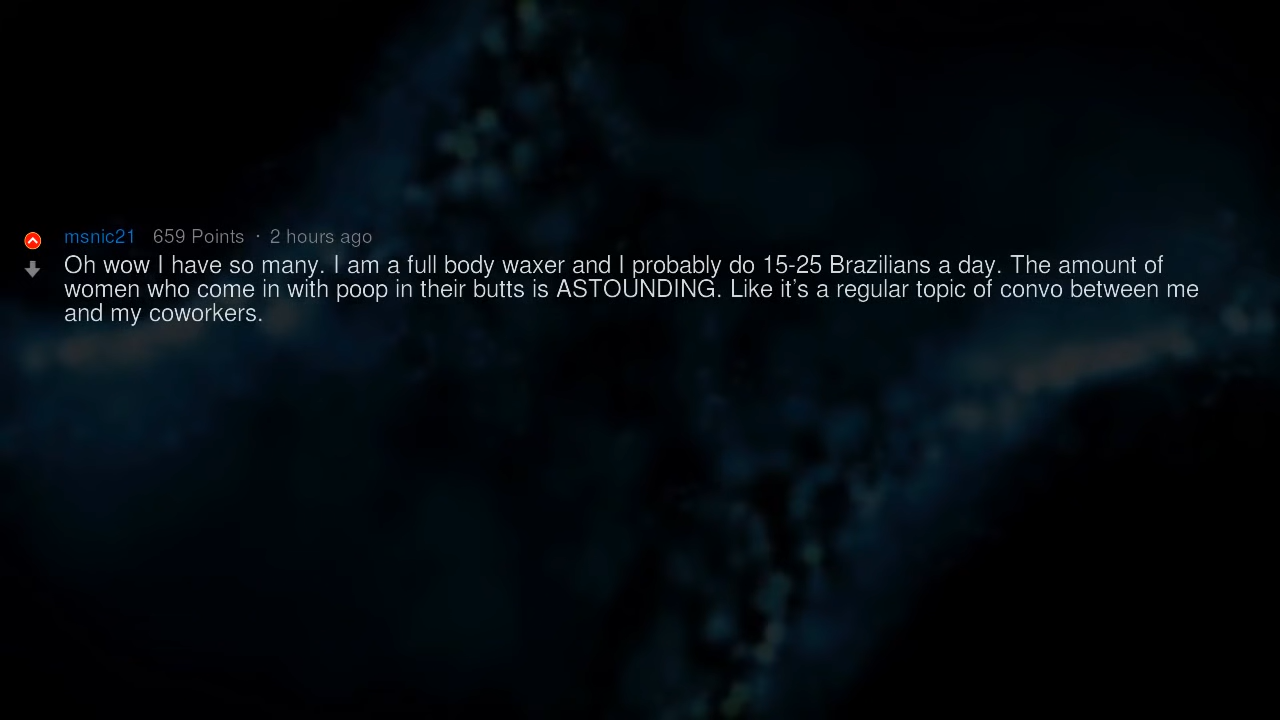 msnic21 659 Points · 2 hours ago
Oh wow I have so many. I am a full body waxer and I probably do 15-25 Brazilians a day. The amount of
women who come in with poop in their butts is ASTOUNDING. Like it’s a regular topic of convo between me
and my coworkers.